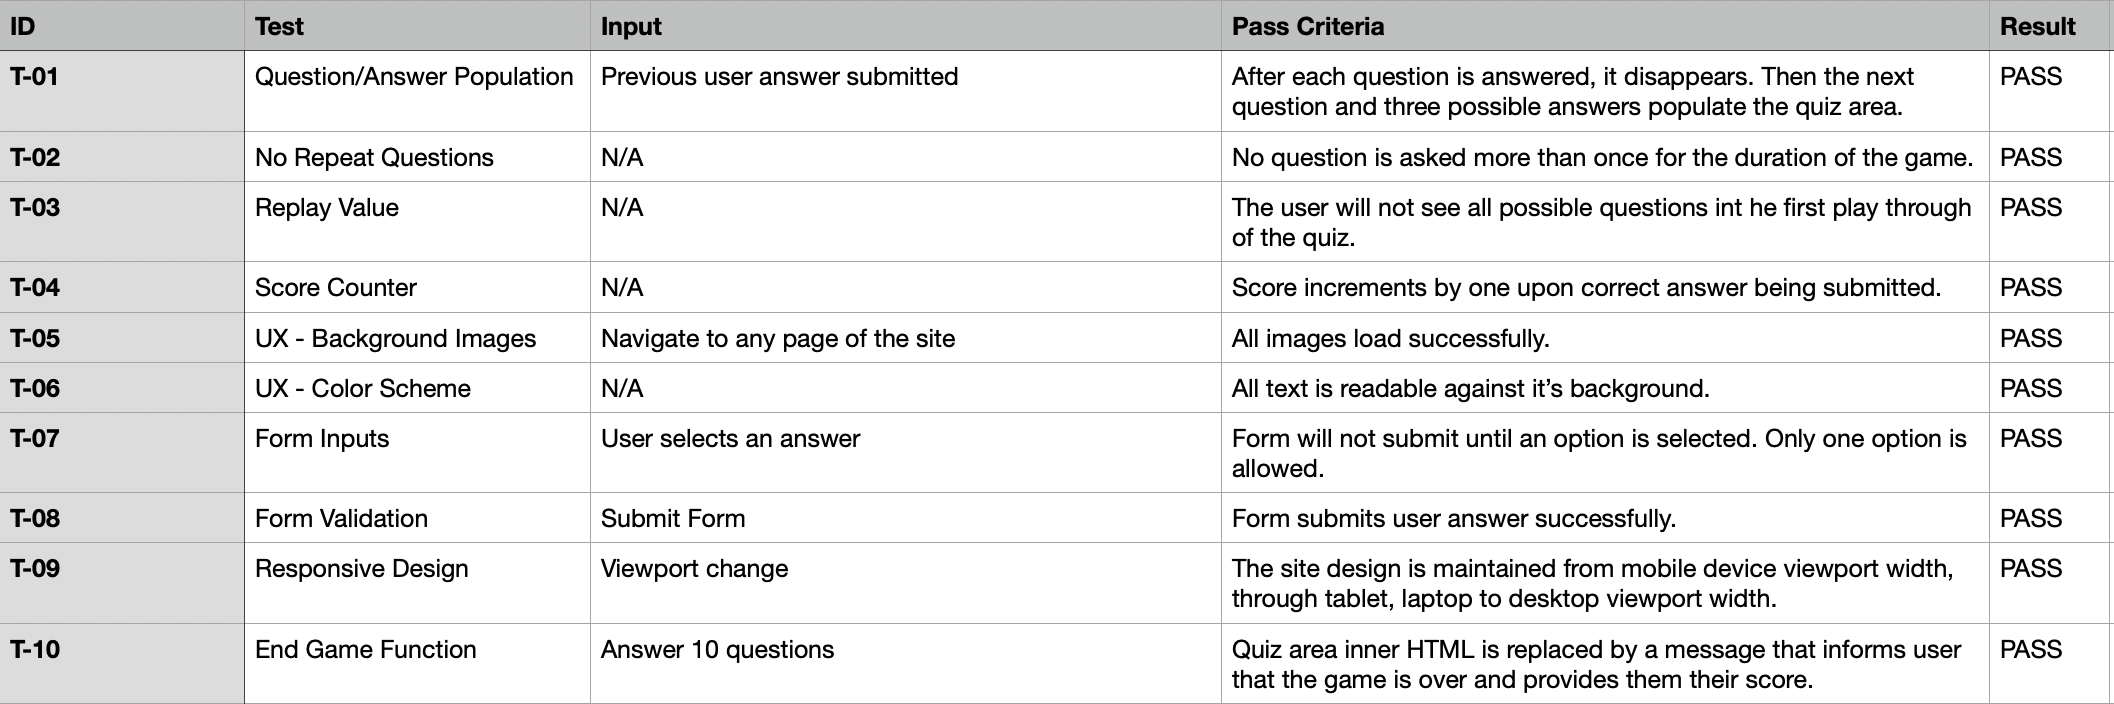 ID Test Input Pass Criteria Result
T-01 Question/Answer Population Previous user answer submitted After each question is answered, it disappears. Then the next PASS
question and three possible answers populate the quiz area.
T-02 No Repeat Questions N/A No question is asked more than once for the duration of the game. PASS
T-03 Replay Value N/A The user will not see all possible questions int he first play through PASS
of the quiz.
T-04 Score Counter N/A Score increments by one upon correct answer being submitted. PASS
T-05 UX - Background Images Navigate to any page of the site All images load successfully. PASS
T-06 UX - Color Scheme N/A All text is readable against it’s background. PASS
T-07 Form Inputs User selects an answer Form will not submit until an option is selected. Only one option is PASS
allowed.
T-08 Form Validation Submit Form Form submits user answer successfully. PASS
T-09 Responsive Design Viewport change The site design is maintained from mobile device viewport width, PASS
through tablet, laptop to desktop viewport width.
T-10 End Game Function Answer 10 questions Quiz area inner HTML is replaced by a message that informs user PASS
that the game is over and provides them their score.